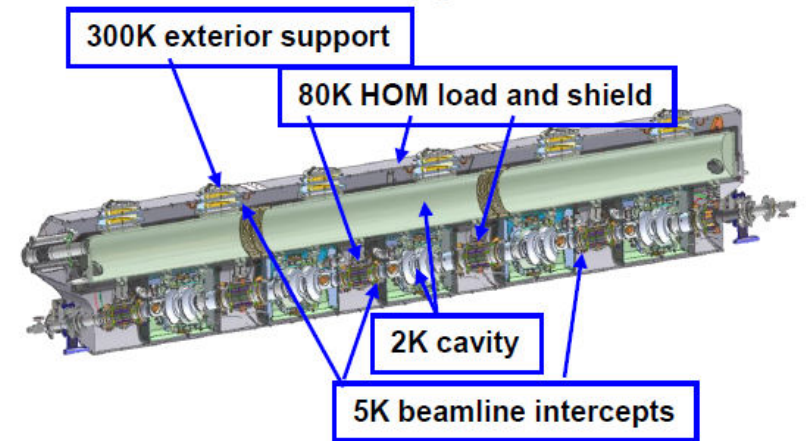 300K exterior support
80K HOM load and shield
2K cavity
5K beamline intercepts